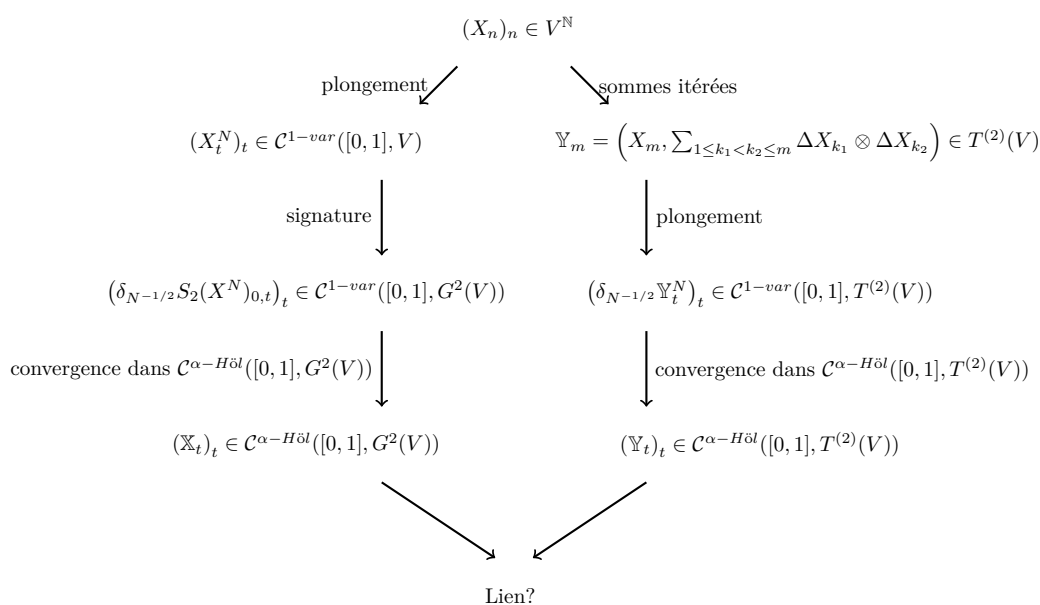 $(X_n)_n \in V^{\mathbb{N}}$
plongement
sommes itérées
$(X_t^N)_t \in \mathcal{C}^{1-var}([0,1], V)$
$\mathbb{Y}_m = \left(X_m, \sum_{1 \leq k_1 < k_2 \leq m} \Delta X_{k_1} \otimes \Delta X_{k_2}\right) \in T^{(2)}(V)$
signature
plongement
$\left(\delta_{N^{-1/2}} S_2(X^N)_{0,t}\right)_t \in \mathcal{C}^{1-var}([0,1], G^2(V))$
$\left(\delta_{N^{-1/2}} \mathbb{Y}_t^N\right)_t \in \mathcal{C}^{1-var}([0,1], T^{(2)}(V))$
convergence dans $\mathcal{C}^{\alpha-Höl}([0,1], G^2(V))$
convergence dans $\mathcal{C}^{\alpha-Höl}([0,1], T^{(2)}(V))$
$(\mathbb{X}_t)_t \in \mathcal{C}^{\alpha-Höl}([0,1], G^2(V))$
$(\mathbb{Y}_t)_t \in \mathcal{C}^{\alpha-Höl}([0,1], T^{(2)}(V))$
Lien?